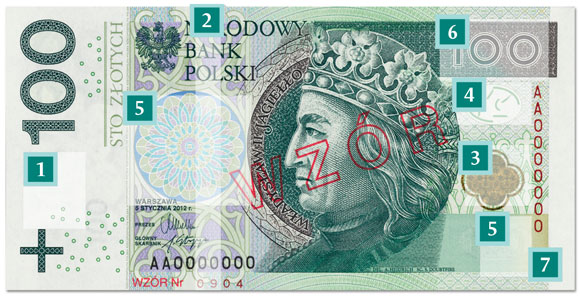 100
STO ZŁOTYCH
NARODOWY
BANK
POLSKI
100
2
6
5
4
1
3
5
7
WŁADYSŁAW II JAGIEŁŁO
WZÓR
AA0000000
WARSZAWA
5 STYCZNIA 2012 r.
PREZES
GŁÓWNY
SKARBNIK
AA0000000
WZÓR Nr 0904